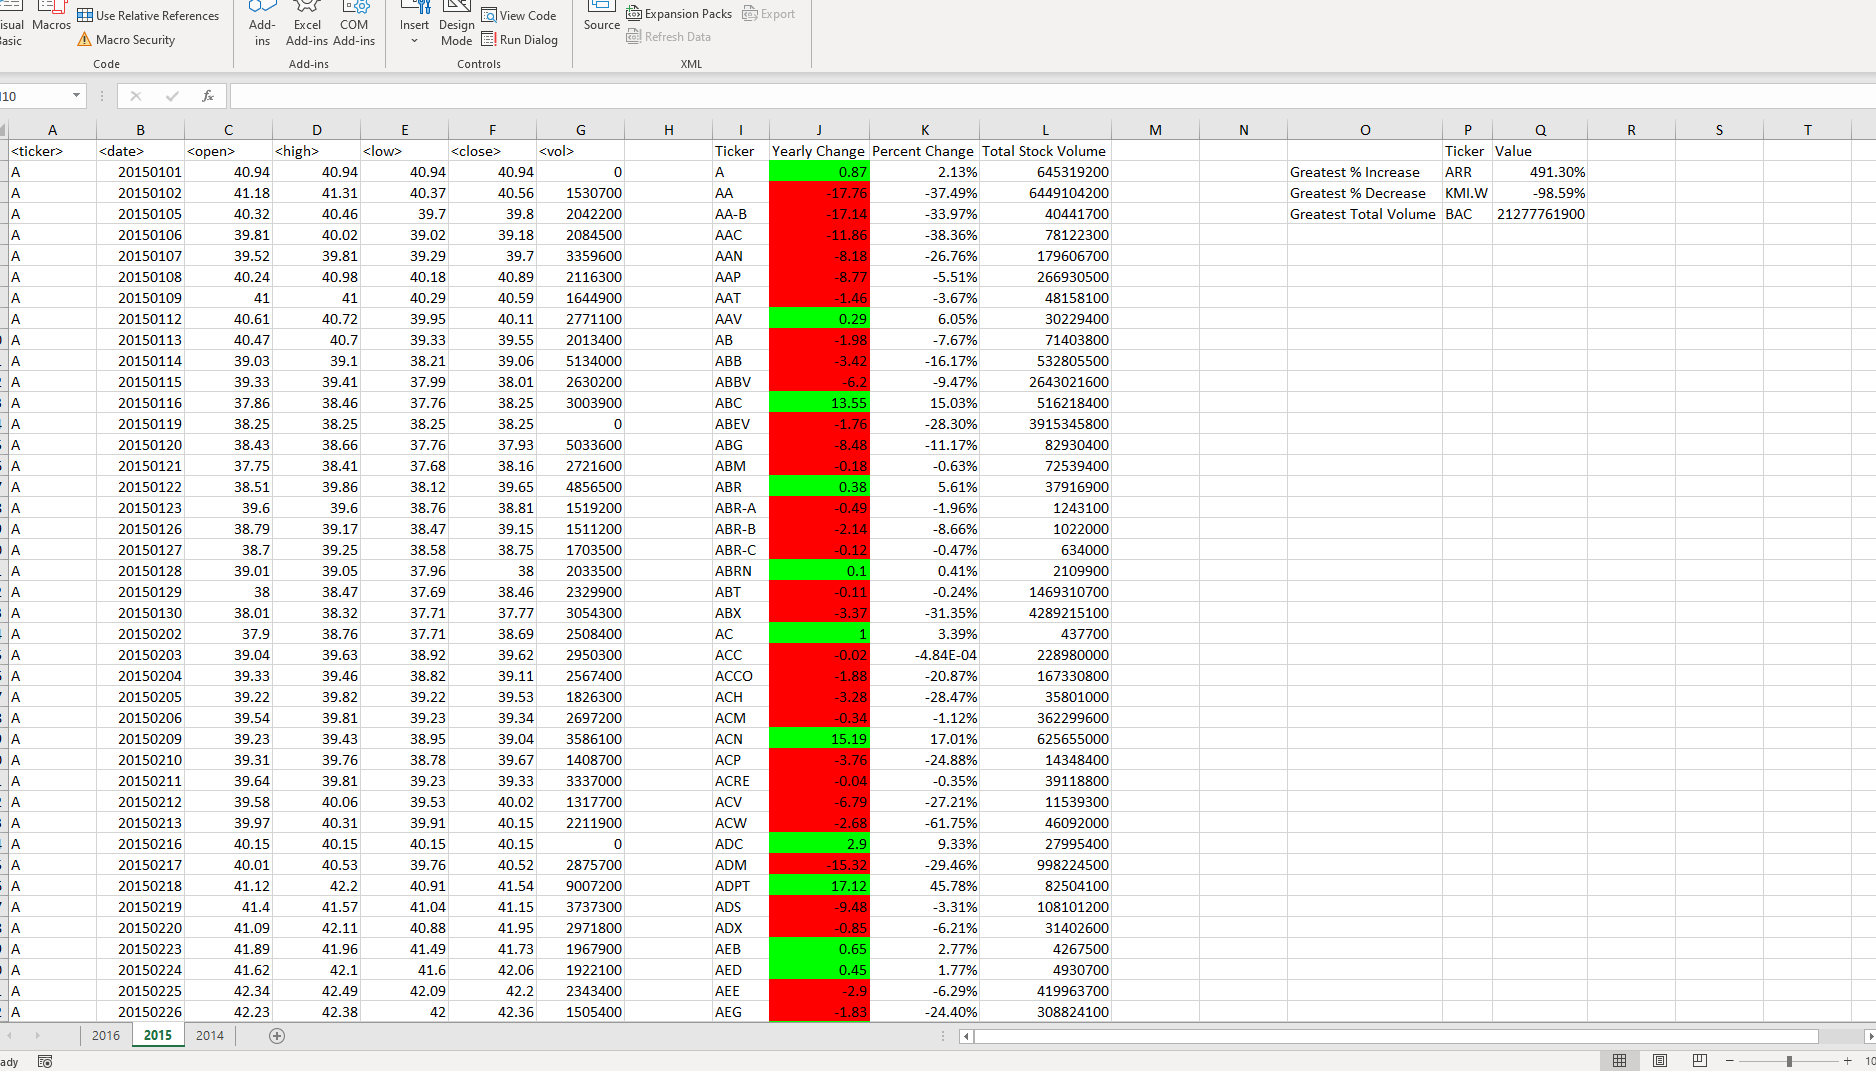 isual Macros Use Relative References Add- Excel COM Insert Design View Code Source Expansion Packs Export
asic Macro Security ins Add-ins Add-ins Mode Run Dialog Refresh Data
Code Add-ins Controls XML
I10 fx
A B C D E F G H I J K L M N O P Q R S T
<ticker> <date> <open> <high> <low> <close> <vol> Ticker Yearly Change Percent Change Total Stock Volume Ticker Value
A 20150101 40.94 40.94 40.94 40.94 0 A 0.87 2.13% 645319200 Greatest % Increase ARR 491.30%
A 20150102 41.18 41.31 40.37 40.56 1530700 AA -17.76 -37.49% 6449104200 Greatest % Decrease KMI.W -98.59%
A 20150105 40.32 40.46 39.7 39.8 2042200 AA-B -17.14 -33.97% 40441700 Greatest Total Volume BAC 21277761900
A 20150106 39.81 40.02 39.02 39.18 2084500 AAC -11.86 -38.36% 78122300
A 20150107 39.52 39.81 39.29 39.7 3359600 AAN -8.18 -26.76% 179606700
A 20150108 40.24 40.98 40.18 40.89 2116300 AAP -8.77 -5.51% 266930500
A 20150109 41 41 40.29 40.59 1644900 AAT -1.46 -3.67% 48158100
A 20150112 40.61 40.72 39.95 40.11 2771100 AAV 0.29 6.05% 30229400
A 20150113 40.47 40.7 39.33 39.55 2013400 AB -1.98 -7.67% 71403800
A 20150114 39.03 39.1 38.21 39.06 5134000 ABB -3.42 -16.17% 532805500
A 20150115 39.33 39.41 37.99 38.01 2630200 ABBV -6.2 -9.47% 2643021600
A 20150116 37.86 38.46 37.76 38.25 3003900 ABC 13.55 15.03% 516218400
A 20150119 38.25 38.25 38.25 38.25 0 ABEV -1.76 -28.30% 3915345800
A 20150120 38.43 38.66 37.76 37.93 5033600 ABG -8.48 -11.17% 82930400
A 20150121 37.75 38.41 37.68 38.16 2721600 ABM -0.18 -0.63% 72539400
A 20150122 38.51 39.86 38.12 39.65 4856500 ABR 0.38 5.61% 37916900
A 20150123 39.6 39.6 38.76 38.81 1519200 ABR-A -0.49 -1.96% 1243100
A 20150126 38.79 39.17 38.47 39.15 1511200 ABR-B -2.14 -8.66% 1022000
A 20150127 38.7 39.25 38.58 38.75 1703500 ABR-C -0.12 -0.47% 634000
A 20150128 39.01 39.05 37.96 38 2033500 ABRN 0.1 0.41% 2109900
A 20150129 38 38.47 37.69 38.46 2329900 ABT -0.11 -0.24% 1469310700
A 20150130 38.01 38.32 37.71 37.77 3054300 ABX -3.37 -31.35% 4289215100
A 20150202 37.9 38.76 37.71 38.69 2508400 AC 1 3.39% 437700
A 20150203 39.04 39.63 38.92 39.62 2950300 ACC -0.02 -4.84E-04 228980000
A 20150204 39.33 39.46 38.82 39.11 2567400 ACCO -1.88 -20.87% 167330800
A 20150205 39.22 39.82 39.22 39.53 1826300 ACH -3.28 -28.47% 35801000
A 20150206 39.54 39.81 39.23 39.34 2697200 ACM -0.34 -1.12% 362299600
A 20150209 39.23 39.43 38.95 39.04 3586100 ACN 15.19 17.01% 625655000
A 20150210 39.31 39.76 38.78 39.67 1408700 ACP -3.76 -24.88% 14348400
A 20150211 39.64 39.81 39.23 39.33 3337000 ACRE -0.04 -0.35% 39118800
A 20150212 39.58 40.06 39.53 40.02 1317700 ACV -6.79 -27.21% 11539300
A 20150213 39.97 40.31 39.91 40.15 2211900 ACW -2.68 -61.75% 46092000
A 20150216 40.15 40.15 40.15 40.15 0 ADC 2.9 9.33% 27995400
A 20150217 40.01 40.53 39.76 40.52 2875700 ADM -15.32 -29.46% 998224500
A 20150218 41.12 42.2 40.91 41.54 9007200 ADPT 17.12 45.78% 82504100
A 20150219 41.4 41.57 41.04 41.15 3737300 ADS -9.48 -3.31% 108101200
A 20150220 41.09 42.11 40.88 41.95 2971800 ADX -0.85 -6.21% 31402600
A 20150223 41.89 41.96 41.49 41.73 1967900 AEB 0.65 2.77% 4267500
A 20150224 41.62 42.1 41.6 42.06 1922100 AED 0.45 1.77% 4930700
A 20150225 42.34 42.49 42.09 42.2 2343400 AEE -2.9 -6.29% 419963700
A 20150226 42.23 42.38 42 42.36 1505400 AEG -1.83 -24.40% 308824100
2016 2015 2014
ady 10